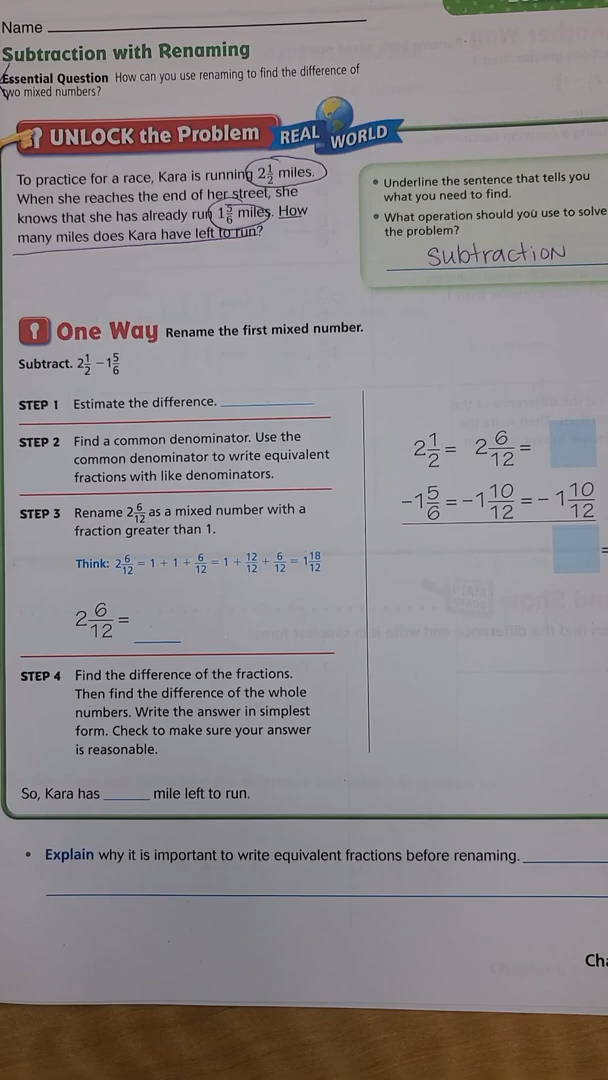 Name
Subtraction with Renaming
Essential Question How can you use renaming to find the difference of
two mixed numbers?
UNLOCK the Problem REAL WORLD
To practice for a race, Kara is running 2 1/2 miles.
When she reaches the end of her street, she
knows that she has already run 1 5/6 miles. How
many miles does Kara have left to run?
• Underline the sentence that tells you
what you need to find.
• What operation should you use to solve
the problem?
Subtraction
One Way Rename the first mixed number.
Subtract. 2 1/2 − 1 5/6
STEP 1 Estimate the difference.
STEP 2 Find a common denominator. Use the
common denominator to write equivalent
fractions with like denominators.
STEP 3 Rename 2 6/12 as a mixed number with a
fraction greater than 1.
Think: 2 6/12 = 1 + 1 + 6/12 = 1 + 12/12 + 6/12 = 1 18/12
2 6/12 =
STEP 4 Find the difference of the fractions.
Then find the difference of the whole
numbers. Write the answer in simplest
form. Check to make sure your answer
is reasonable.
2 1/2 = 2 6/12 =
−1 5/6 = −1 10/12 = − 1 10/12
=
So, Kara has mile left to run.
• Explain why it is important to write equivalent fractions before renaming.